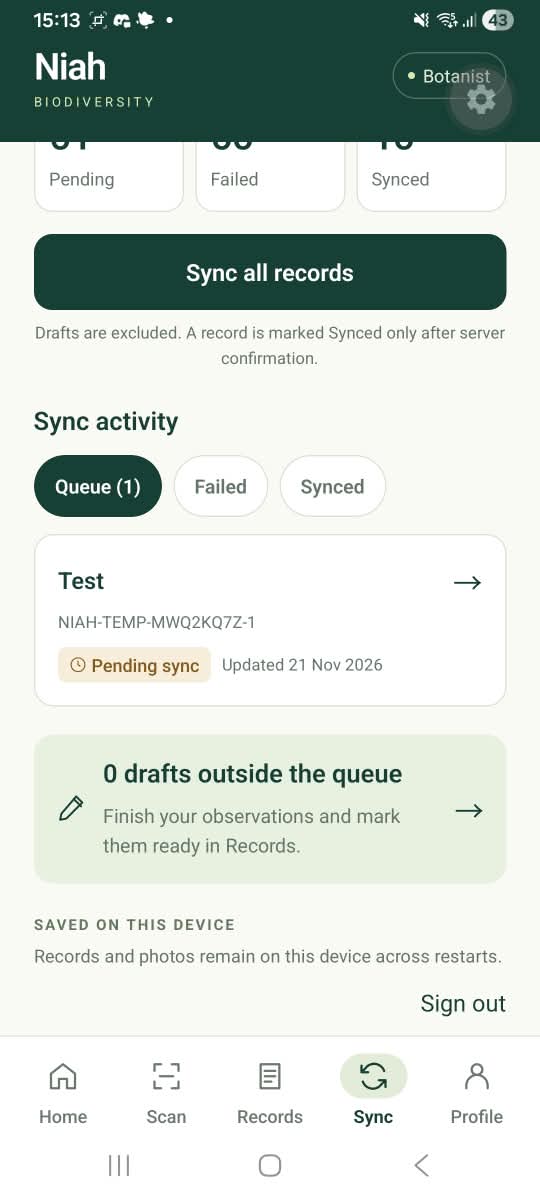 15:13
43
Niah
Botanist
BIODIVERSITY
Pending
Failed
Synced
Sync all records
Drafts are excluded. A record is marked Synced only after server
confirmation.
Sync activity
Queue (1)
Failed
Synced
Test
NIAH-TEMP-MWQ2KQ7Z-1
Pending sync
Updated 21 Nov 2026
0 drafts outside the queue
Finish your observations and mark
them ready in Records.
SAVED ON THIS DEVICE
Records and photos remain on this device across restarts.
Sign out
Home
Scan
Records
Sync
Profile